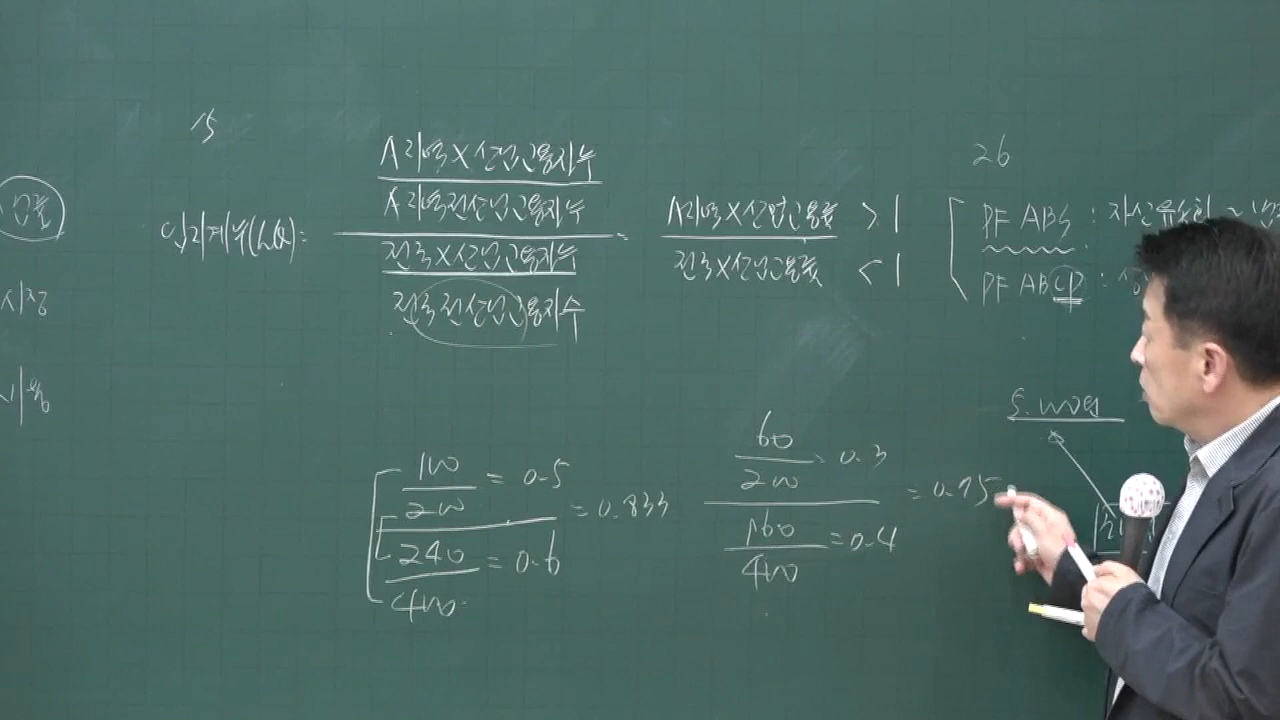 15
입지계수(LQ) =
A지역X산업고용자수
A지역전산업고용자수
전국X산업고용자수
전국전산업고용자수
=
A지역X산업고용률 > 1
전국X산업고용률 < 1
26
PF ABS : 자산유동화
PF ABCP :
시장
100
200
= 0.5
240
400
= 0.6
= 0.833
60
200
= 0.3
160
400
= 0.4
= 0.75